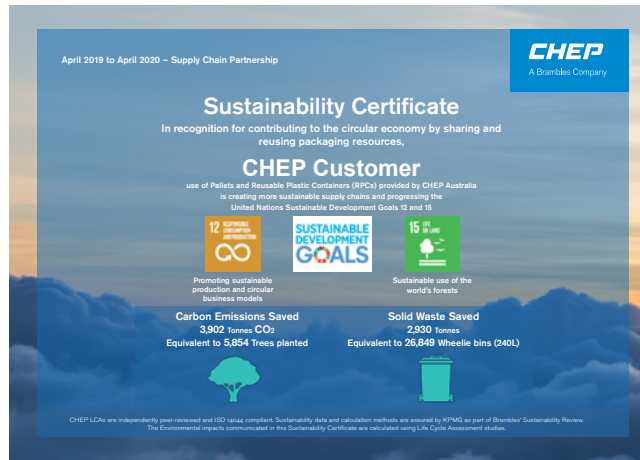 April 2019 to April 2020 – Supply Chain Partnership
CHEP
A Brambles Company
Sustainability Certificate
In recognition for contributing to the circular economy by sharing and
reusing packaging resources,
CHEP Customer
use of Pallets and Reusable Plastic Containers (RPCs) provided by CHEP Australia
is creating more sustainable supply chains and progressing the
United Nations Sustainable Development Goals 12 and 15
12 RESPONSIBLE
CONSUMPTION
AND PRODUCTION
SUSTAINABLE
DEVELOPMENT
GOALS
15 LIFE
ON LAND
Promoting sustainable
production and circular
business models
Sustainable use of the
world's forests
Carbon Emissions Saved
3,902 Tonnes CO2
Equivalent to 5,854 Trees planted
Solid Waste Saved
2,930 Tonnes
Equivalent to 26,849 Wheelie bins (240L)
CHEP LCAs are independently peer-reviewed and ISO 14044 compliant. Sustainability data and calculation methods are assured by KPMG as part of Brambles' Sustainability Review.
The Environmental impacts communicated in this Sustainability Certificate are calculated using Life Cycle Assessment studies.